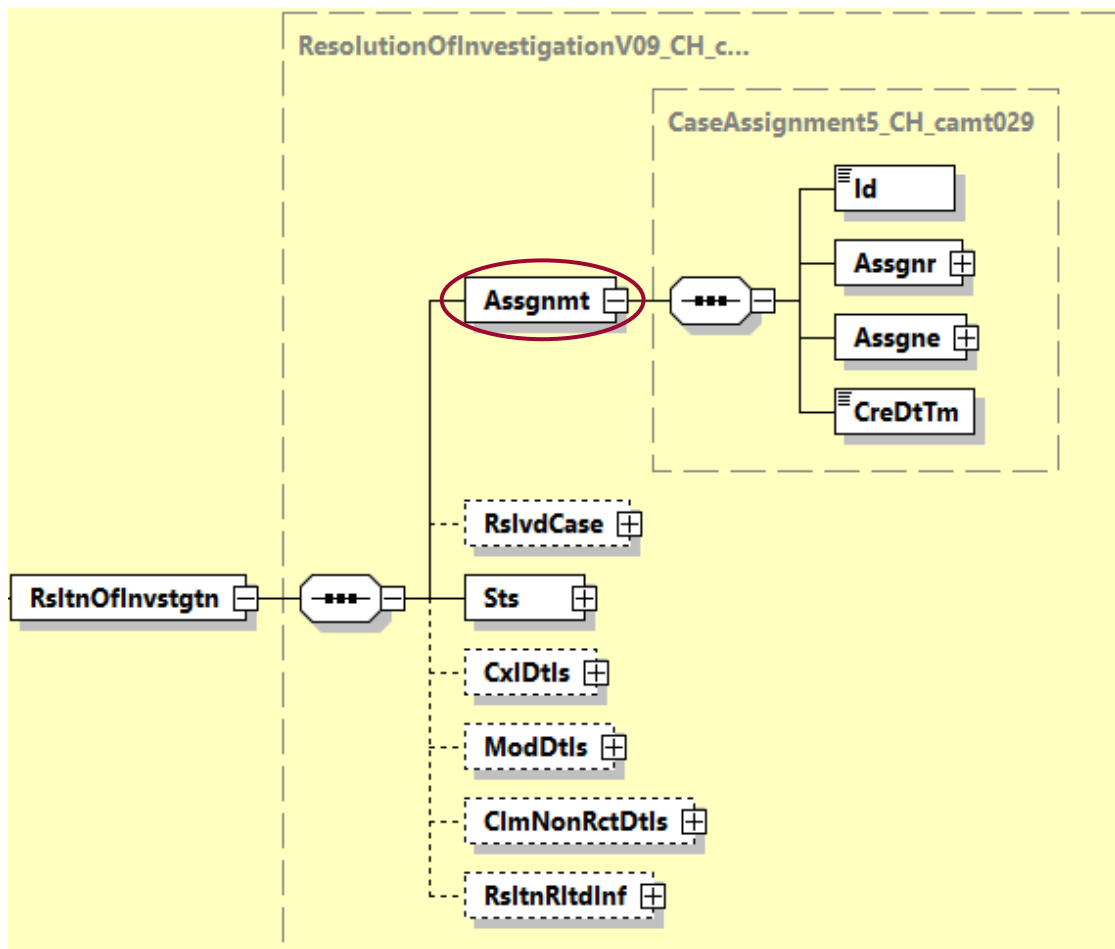 ResolutionOfInvestigationV09_CH_c...
CaseAssignment5_CH_camt029
Id
Assgnr
Assgne
CreDtTm
Assgnmt
RslvdCase
RsltnOfInvstgtn
Sts
CxlDtls
ModDtls
ClmNonRctDtls
RsltnRltdInf